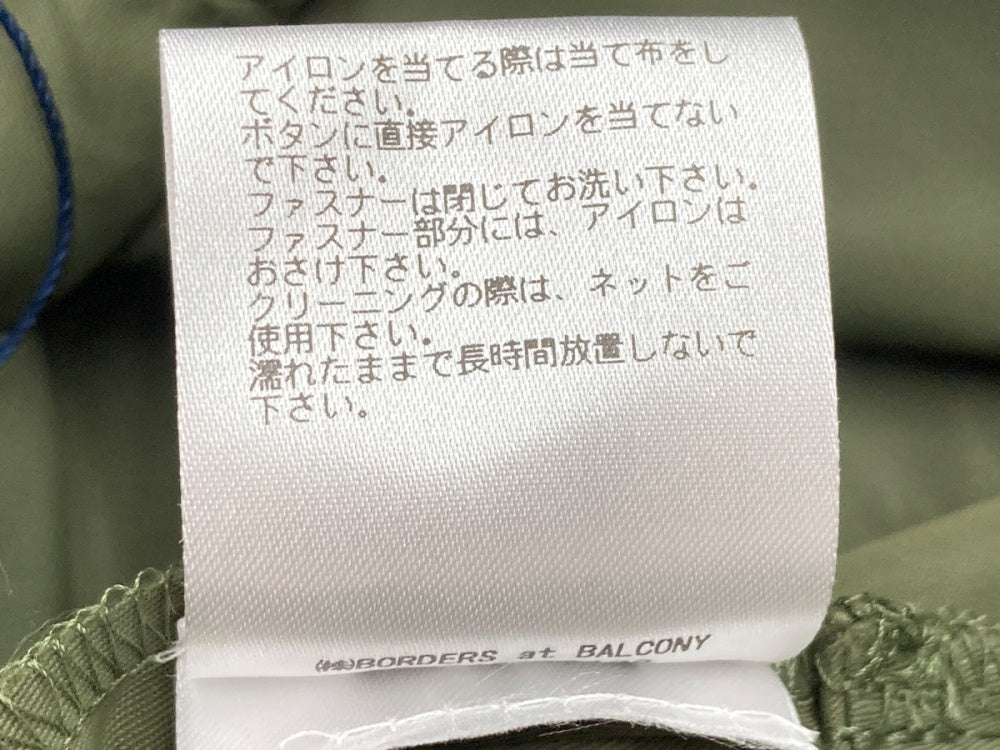 アイロンを当てる際は当て布をし
てください。
ボタンに直接アイロンを当てない
で下さい。
ファスナーは閉じてお洗い下さい。
ファスナー部分には、アイロンは
おさけ下さい。
クリーニングの際は、ネットをご
使用下さい。
濡れたままで長時間放置しないで
下さい。
㈱BORDERS at BALCONY